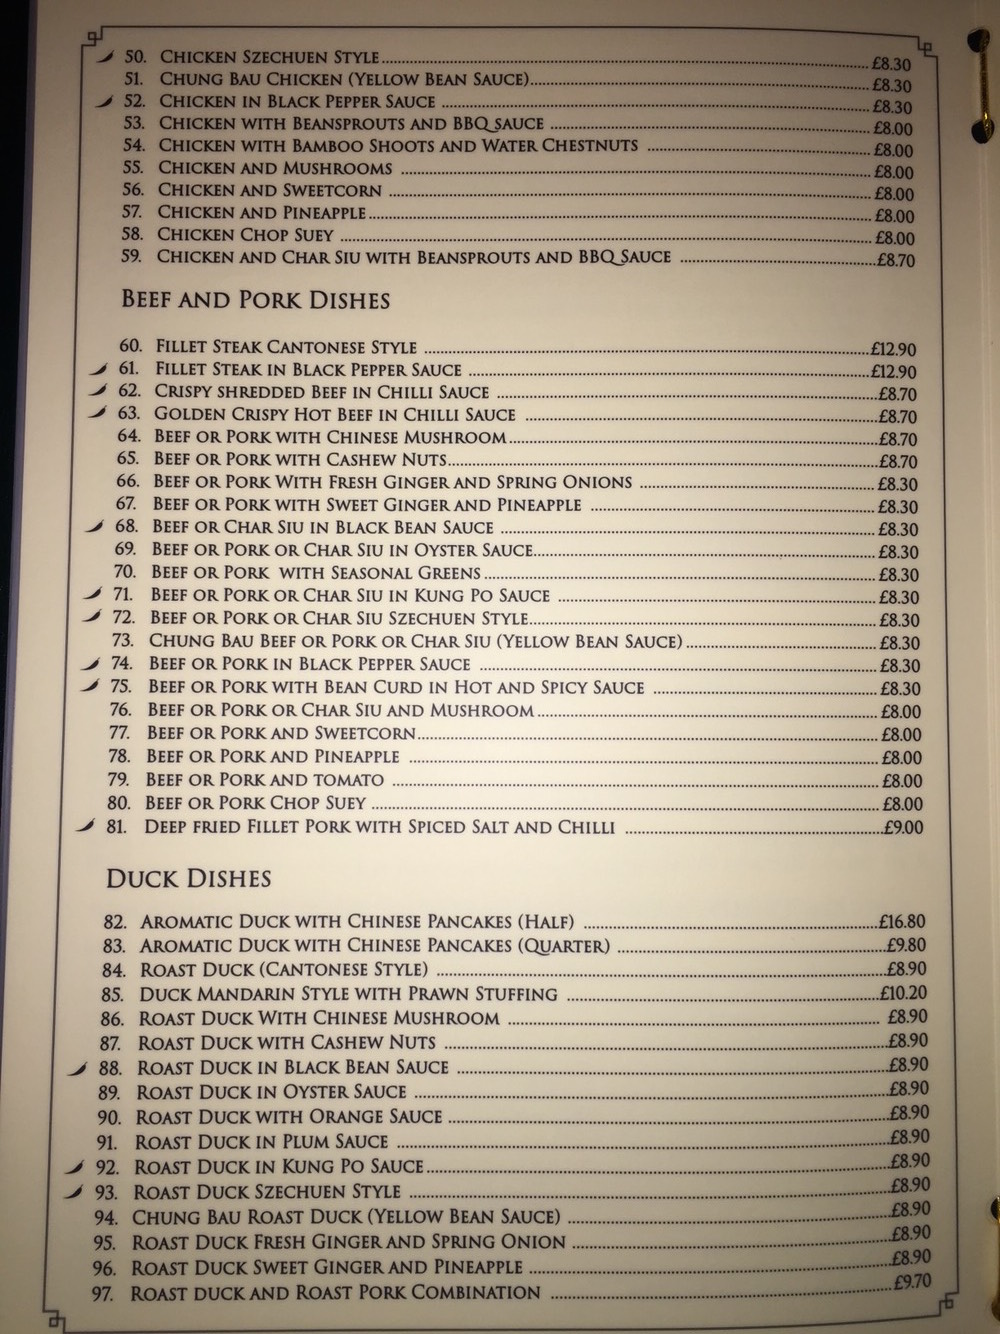 50. Chicken Szechuen Style £8.30
51. Chung Bau Chicken (Yellow Bean Sauce) £8.30
52. Chicken in Black Pepper Sauce £8.30
53. Chicken with Beansprouts and BBQ sauce £8.00
54. Chicken with Bamboo Shoots and Water Chestnuts £8.00
55. Chicken and Mushrooms £8.00
56. Chicken and Sweetcorn £8.00
57. Chicken and Pineapple £8.00
58. Chicken Chop Suey £8.00
59. Chicken and Char Siu with Beansprouts and BBQ Sauce £8.70
Beef and Pork Dishes
60. Fillet Steak Cantonese Style £12.90
61. Fillet Steak in Black Pepper Sauce £12.90
62. Crispy shredded Beef in Chilli Sauce £8.70
63. Golden Crispy Hot Beef in Chilli Sauce £8.70
64. Beef or Pork with Chinese Mushroom £8.70
65. Beef or Pork with Cashew Nuts £8.70
66. Beef or Pork With Fresh Ginger and Spring Onions £8.30
67. Beef or Pork with Sweet Ginger and Pineapple £8.30
68. Beef or Char Siu in Black Bean Sauce £8.30
69. Beef or Pork or Char Siu in Oyster Sauce £8.30
70. Beef or Pork with Seasonal Greens £8.30
71. Beef or Pork or Char Siu in Kung Po Sauce £8.30
72. Beef or Pork or Char Siu Szechuen Style £8.30
73. Chung Bau Beef or Pork or Char Siu (Yellow Bean Sauce) £8.30
74. Beef or Pork in Black Pepper Sauce £8.30
75. Beef or Pork with Bean Curd in Hot and Spicy Sauce £8.30
76. Beef or Pork or Char Siu and Mushroom £8.00
77. Beef or Pork and Sweetcorn £8.00
78. Beef or Pork and Pineapple £8.00
79. Beef or Pork and tomato £8.00
80. Beef or Pork Chop Suey £8.00
81. Deep fried Fillet Pork with Spiced Salt and Chilli £9.00
Duck Dishes
82. Aromatic Duck with Chinese Pancakes (Half) £16.80
83. Aromatic Duck with Chinese Pancakes (Quarter) £9.80
84. Roast Duck (Cantonese Style) £8.90
85. Duck Mandarin Style with Prawn Stuffing £10.20
86. Roast Duck With Chinese Mushroom £8.90
87. Roast Duck with Cashew Nuts £8.90
88. Roast Duck in Black Bean Sauce £8.90
89. Roast Duck in Oyster Sauce £8.90
90. Roast Duck with Orange Sauce £8.90
91. Roast Duck in Plum Sauce £8.90
92. Roast Duck in Kung Po Sauce £8.90
93. Roast Duck Szechuen Style £8.90
94. Chung Bau Roast Duck (Yellow Bean Sauce) £8.90
95. Roast Duck Fresh Ginger and Spring Onion £8.90
96. Roast Duck Sweet Ginger and Pineapple £8.90
97. Roast duck and Roast Pork Combination £9.70